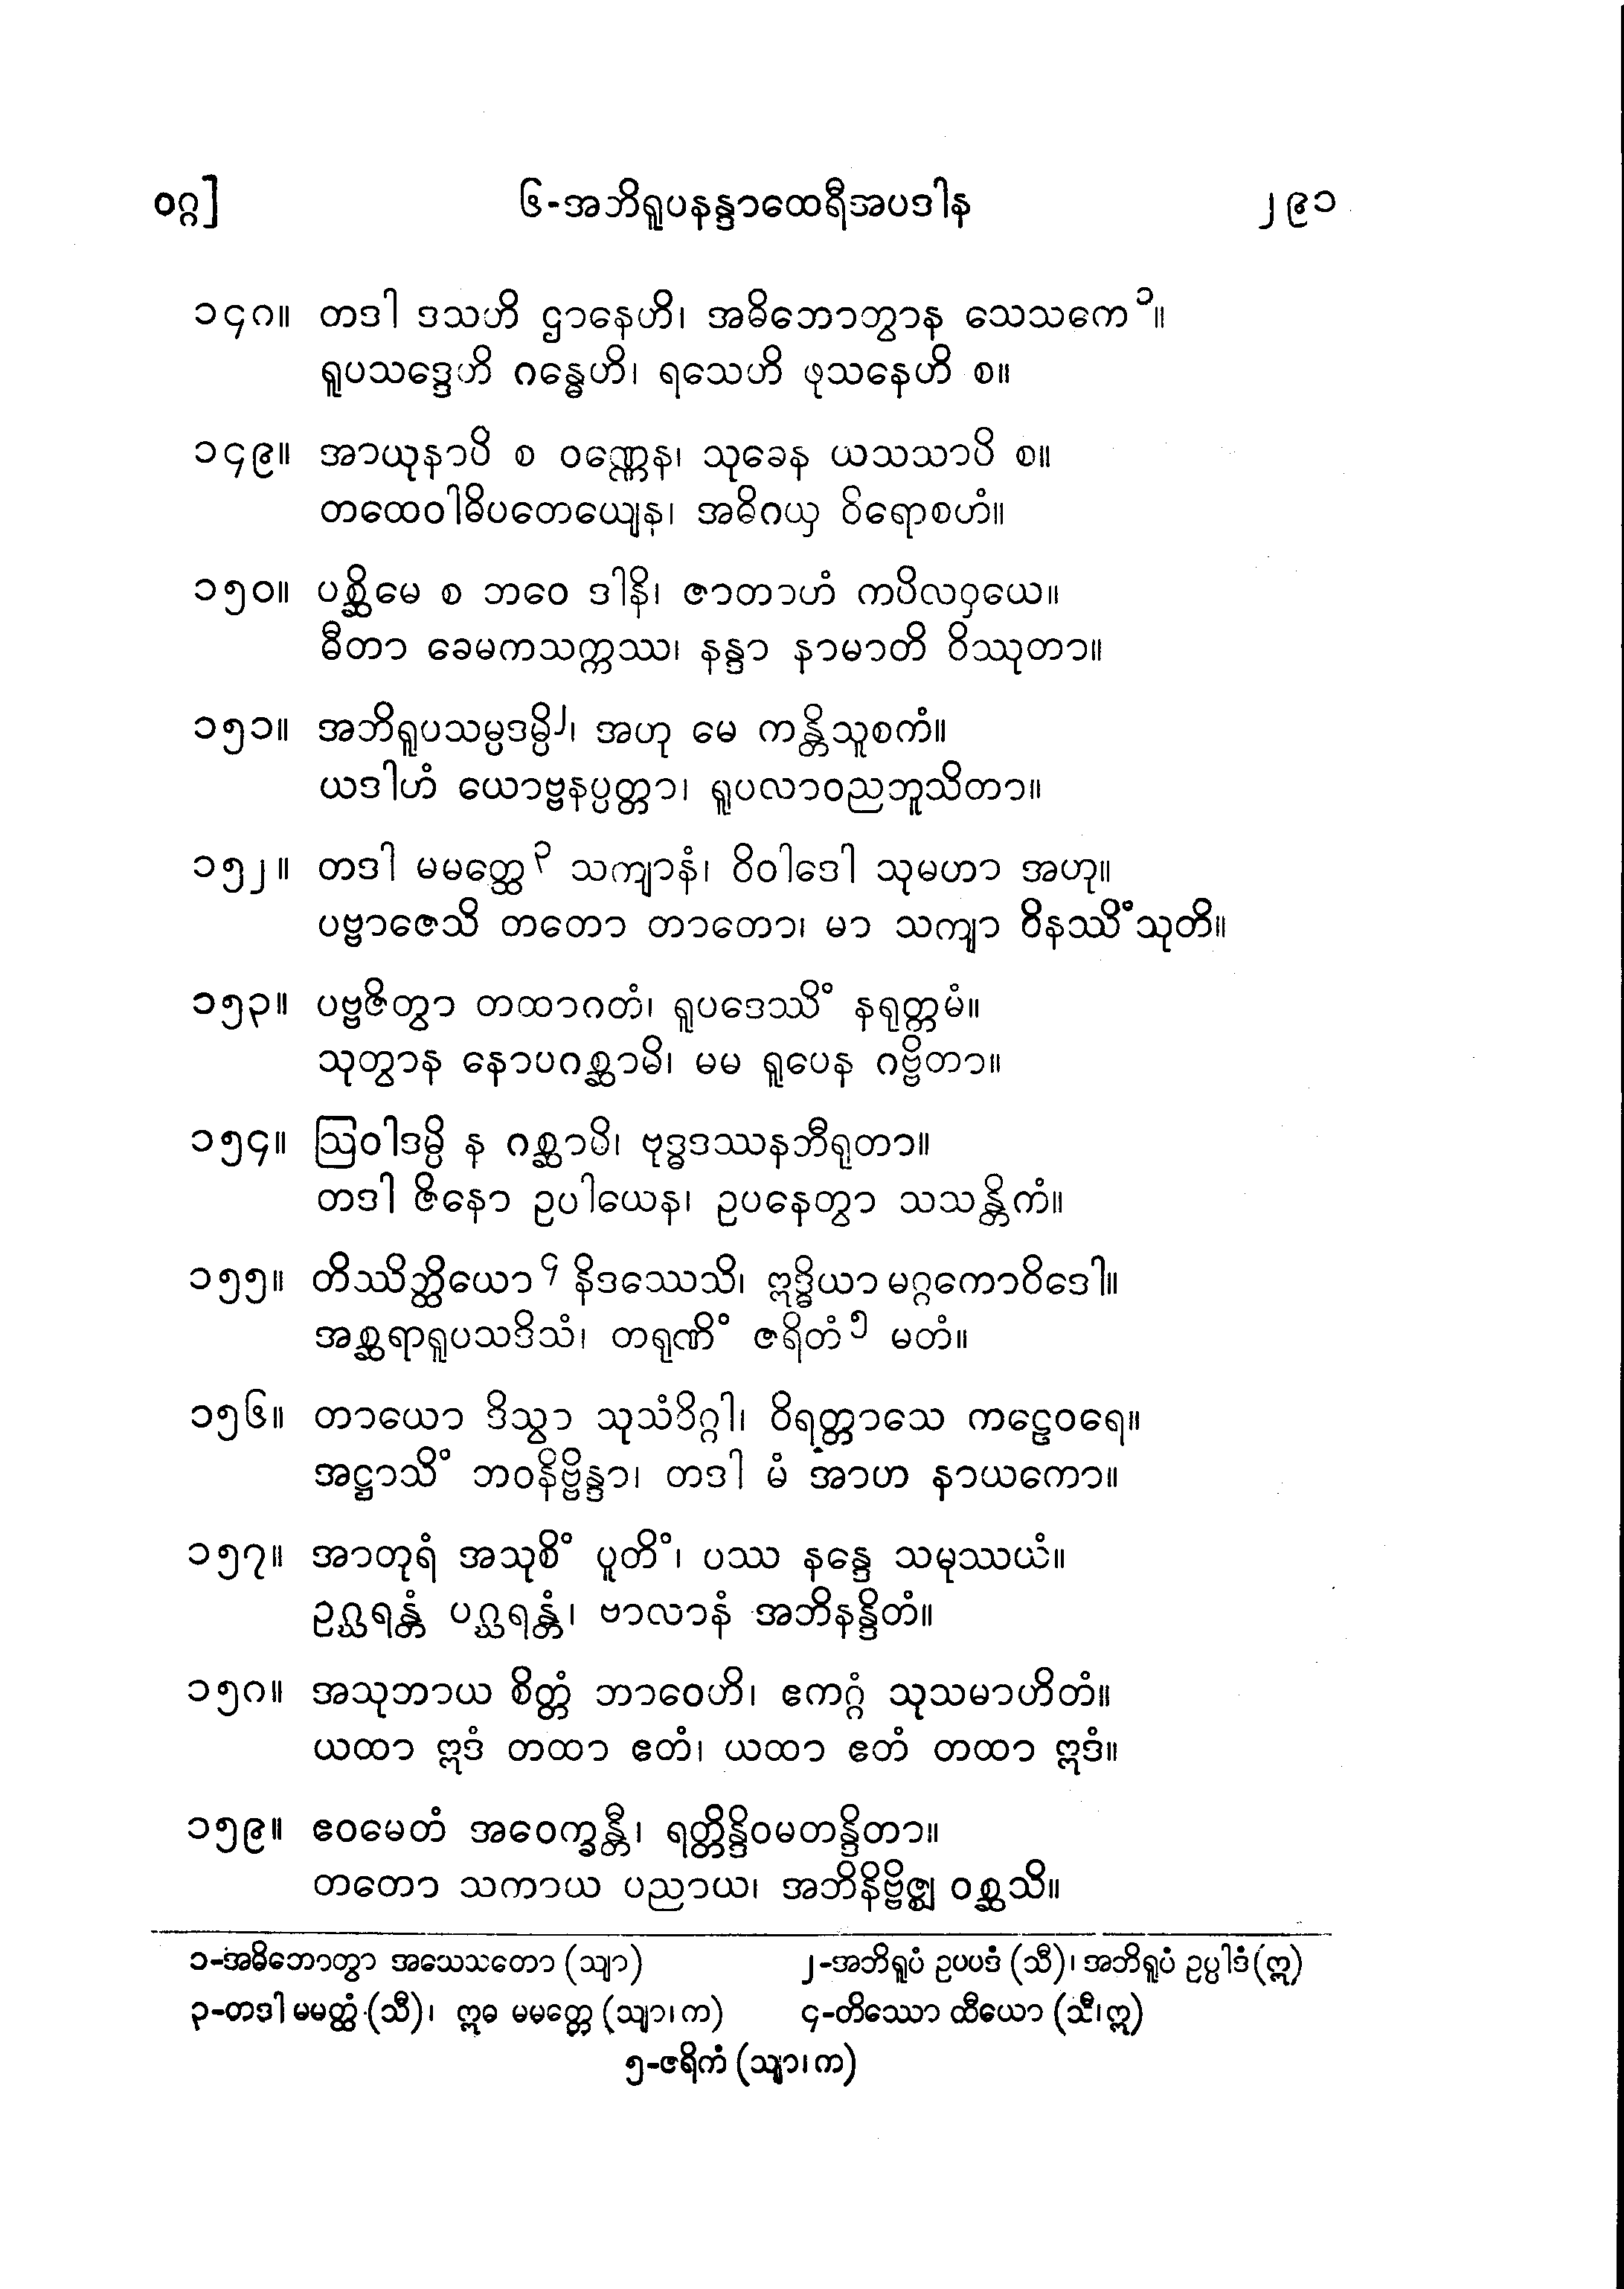 ဝဂ္ဂ] ၆-အဘိရူပနန္ဒာထေရီအပဒါန ၂၉၁
၁၄၈။ တဒါ ဒသဟိ ဌာနေဟိ၊ အဓိဘောတွာန သေသကေ ၁။
ရူပသဒ္ဒေဟိ ဂန္ဓေဟိ၊ ရသေဟိ ဖုသနေဟိ စ။
၁၄၉။ အာယုနာပိ စ ဝဏ္ဏေန၊ သုခေန ယသသာပိ စ။
တထေဝါဓိပတေယျေန၊ အဓိဂယှ ဝိရောစဟံ။
၁၅၀။ ပစ္ဆိမေ စ ဘဝေ ဒါနိ၊ ဇာတာဟံ ကပိလဝှယေ။
ဓီတာ ခေမကသက္ကဿ၊ နန္ဒာ နာမာတိ ဝိဿုတာ။
၁၅၁။ အဘိရူပသမ္ပဒမ္ပိ ၂၊ အဟု မေ ကန္တိသူစကံ။
ယဒါဟံ ယောဗ္ဗနပ္ပတ္တာ၊ ရူပလာဝညဘူသိတာ။
၁၅၂။ တဒါ မမတ္ထေ ၃ သကျာနံ၊ ဝိဝါဒေါ သုမဟာ အဟု။
ပဗ္ဗာဇေသိ တတော တာတော၊ မာ သကျာ ဝိနဿိံသုတိ။
၁၅၃။ ပဗ္ဗဇိတွာ တထာဂတံ၊ ရူပဒေဿိံ နရုတ္တမံ။
သုတွာန နောပဂစ္ဆာမိ၊ မမ ရူပေန ဂဗ္ဗိတာ။
၁၅၄။ ဩဝါဒမ္ပိ န ဂစ္ဆာမိ၊ ဗုဒ္ဓဒဿနဘီရုတာ။
တဒါ ဇိနော ဥပါယေန၊ ဥပနေတွာ သသန္တိကံ။
၁၅၅။ တိဿိတ္ထိယော ၄ နိဒဿေသိ၊ ဣဒ္ဓိယာ မဂ္ဂကောဝိဒေါ။
အစ္ဆရာရူပသဒိသံ၊ တရုဏိံ ဇရိတံ ၅ မတံ။
၁၅၆။ တာယော ဒိသွာ သုသံဝိဂ္ဂါ၊ ဝိရတ္တာသေ ကဠေဝရေ။
အဋ္ဌာသိံ ဘဝနိဗ္ဗိန္ဒာ၊ တဒါ မံ အာဟ နာယကော။
၁၅၇။ အာတုရံ အသုစိံ ပူတိံ၊ ပဿ နန္ဒေ သမုဿယံ။
ဥဂ္ဃရန္တံ ပဂ္ဃရန္တံ၊ ဗာလာနံ အဘိနန္ဒိတံ။
၁၅၈။ အသုဘာယ စိတ္တံ ဘာဝေဟိ၊ ဧကဂ္ဂံ သုသမာဟိတံ။
ယထာ ဣဒံ တထာ ဧတံ၊ ယထာ ဧတံ တထာ ဣဒံ။
၁၅၉။ ဧဝမေတံ အဝေက္ခန္တီ၊ ရတ္တိန္ဒိဝမတန္ဒိတာ။
တတော သကာယ ပညာယ၊ အဘိနိဗ္ဗိဇ္ဈ ဝစ္ဆသိ။
၁-အဓိဘောတွာ အသေသတော (သျာ) ၂-အဘိရူပံ ဥပပဒံ (သီ)၊ အဘိရူပံ ဥပ္ပါဒံ (ဣ)
၃-တဒါ မမတ္ထံ (သီ)၊ ဣဓ မမတ္တေ (သျာ၊ က) ၄-တိဿော ထီယော (သီ၊ ဣ)
၅-ဇရိကံ (သျာ၊ က)